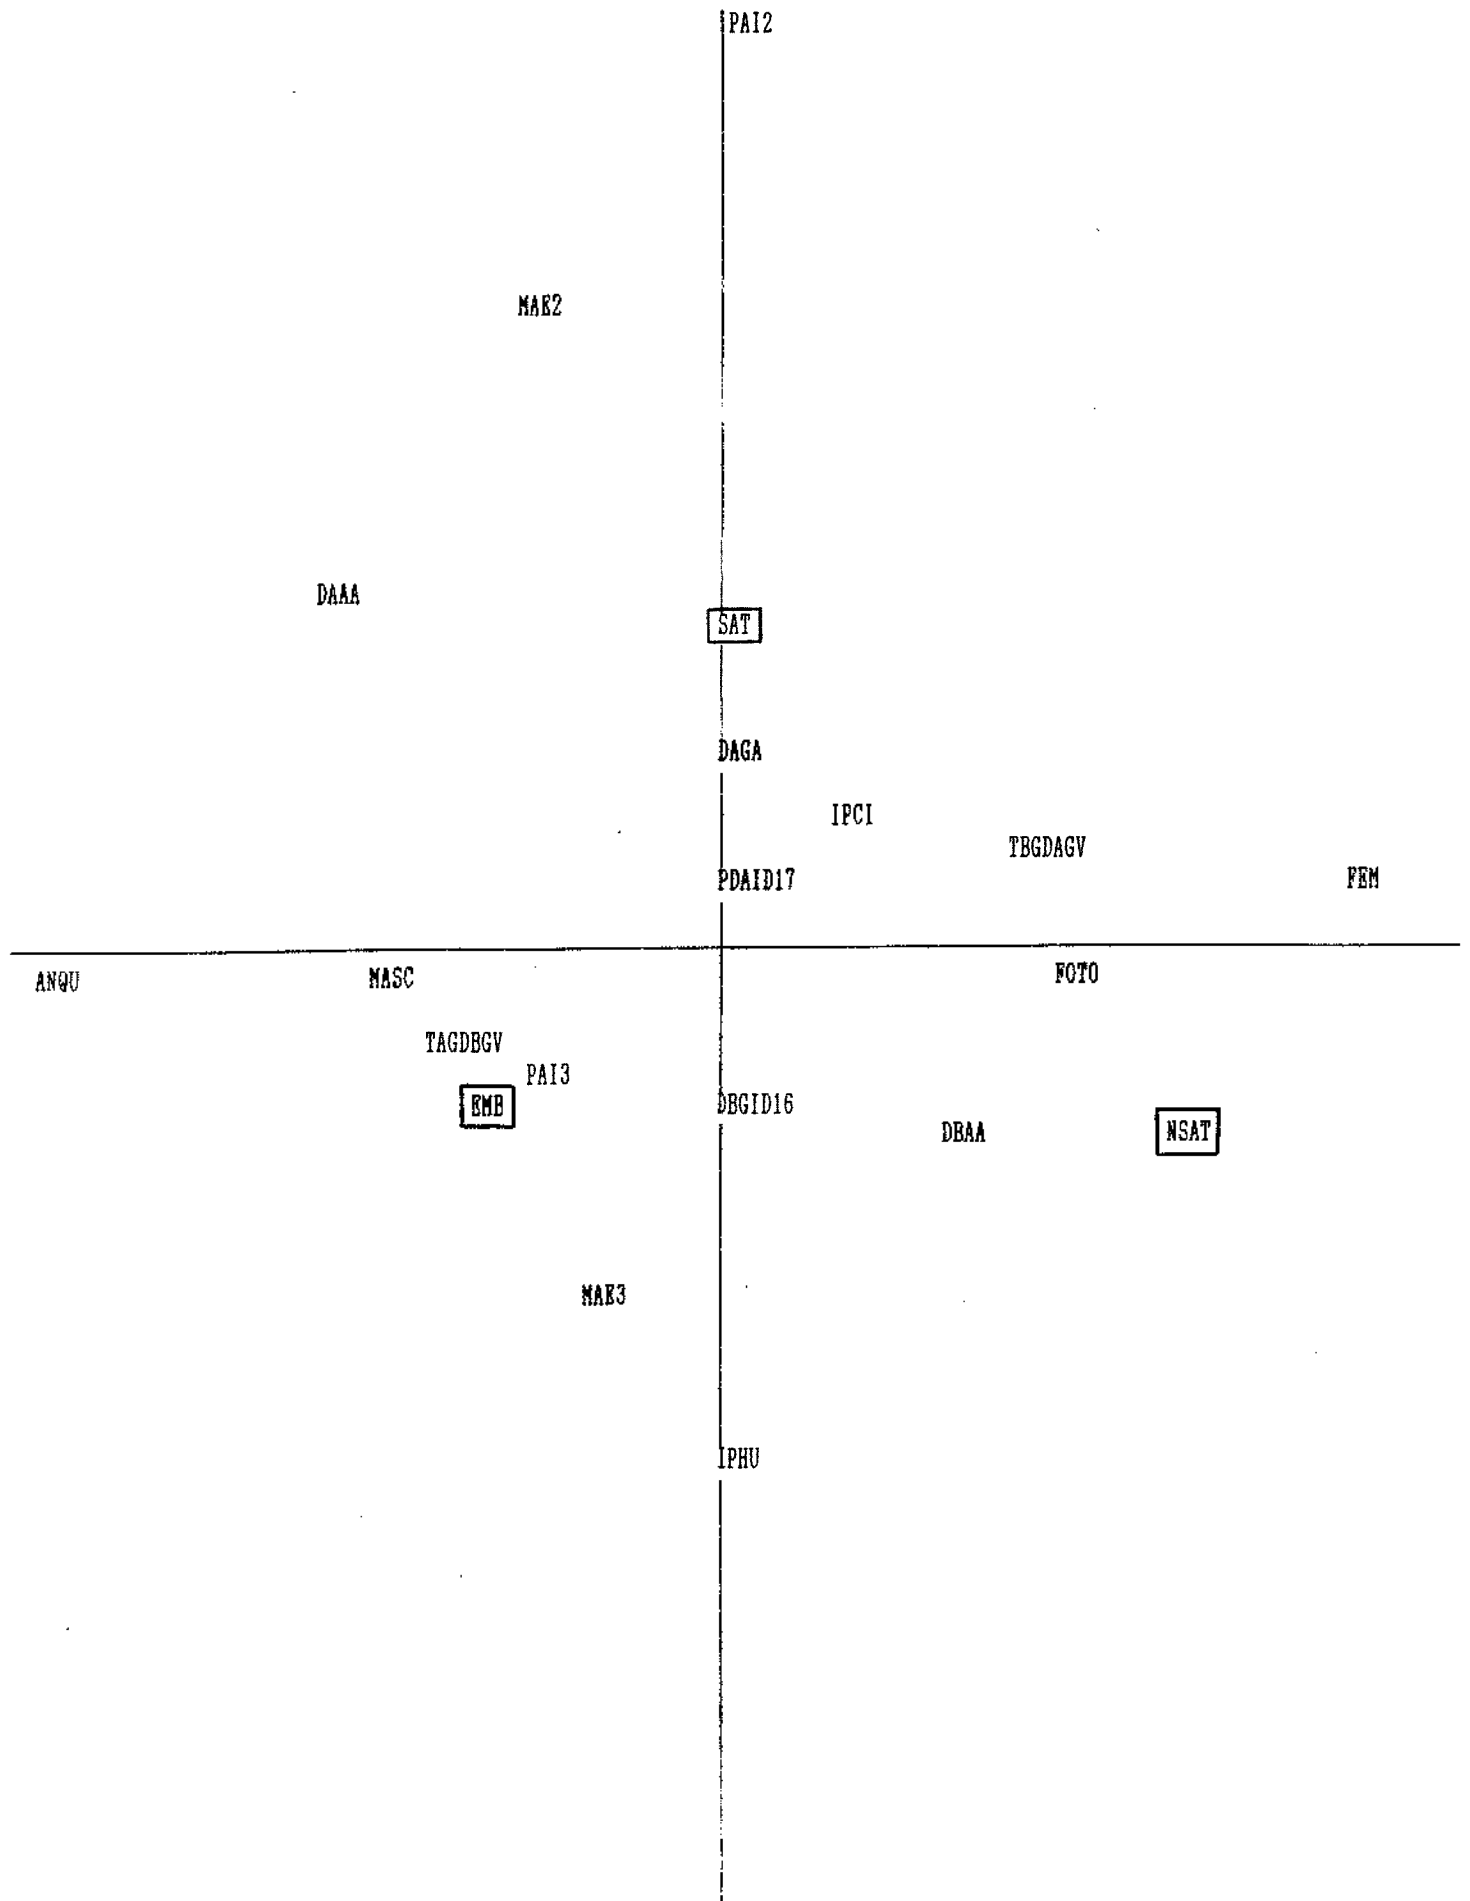 PAI2
MAE2
DAAA
SAT
DAGA
IPCI
TBGDAGV
PDAID17
FEM
ANQU
MASC
FOTO
TAGDBGV
PAI3
EMB
DBGID16
DBAA
NSAT
MAE3
IPHU